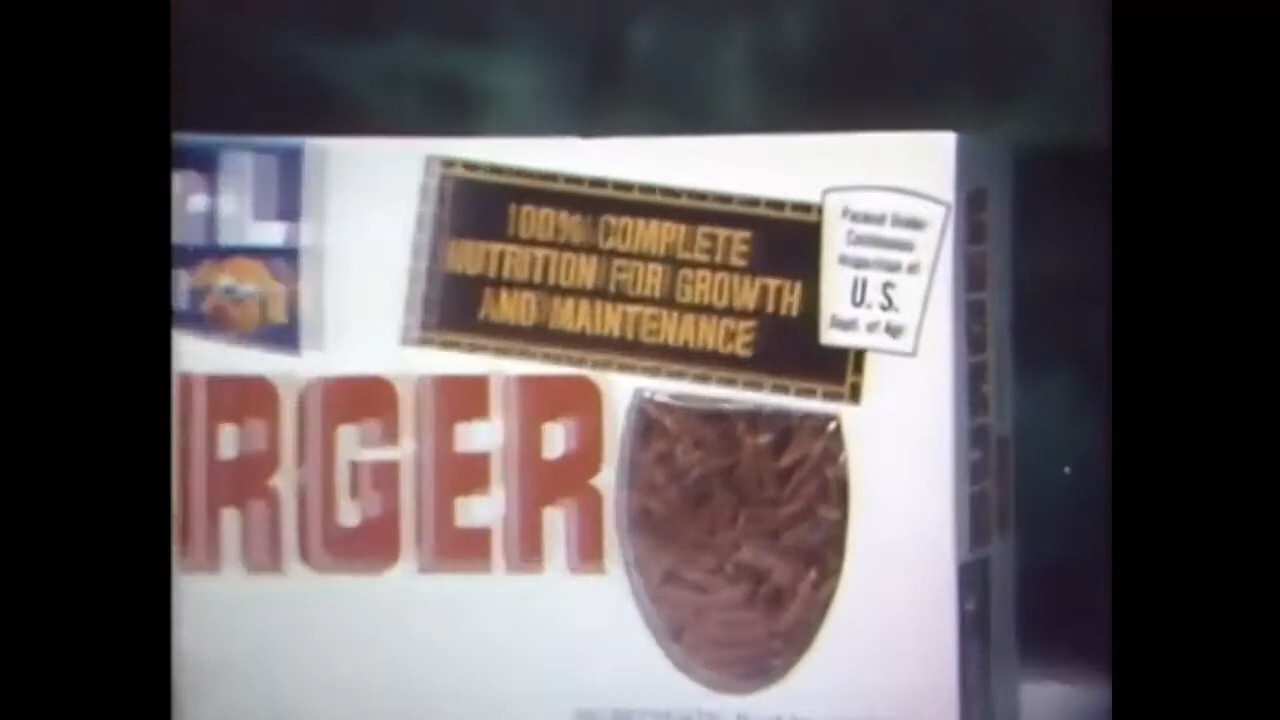 100% COMPLETE
NUTRITION FOR GROWTH
AND MAINTENANCE
Packed Under
Continuous
Inspection of
U.S.
Dept. of Agr.
RGER